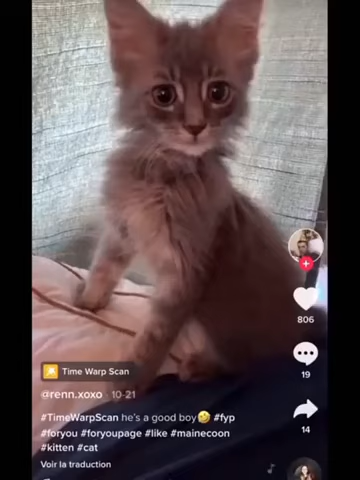 806
19
14
Time Warp Scan
@renn.xoxo · 10-21
#TimeWarpScan he's a good boy🤣 #fyp
#foryou #foryoupage #like #mainecoon
#kitten #cat
Voir la traduction